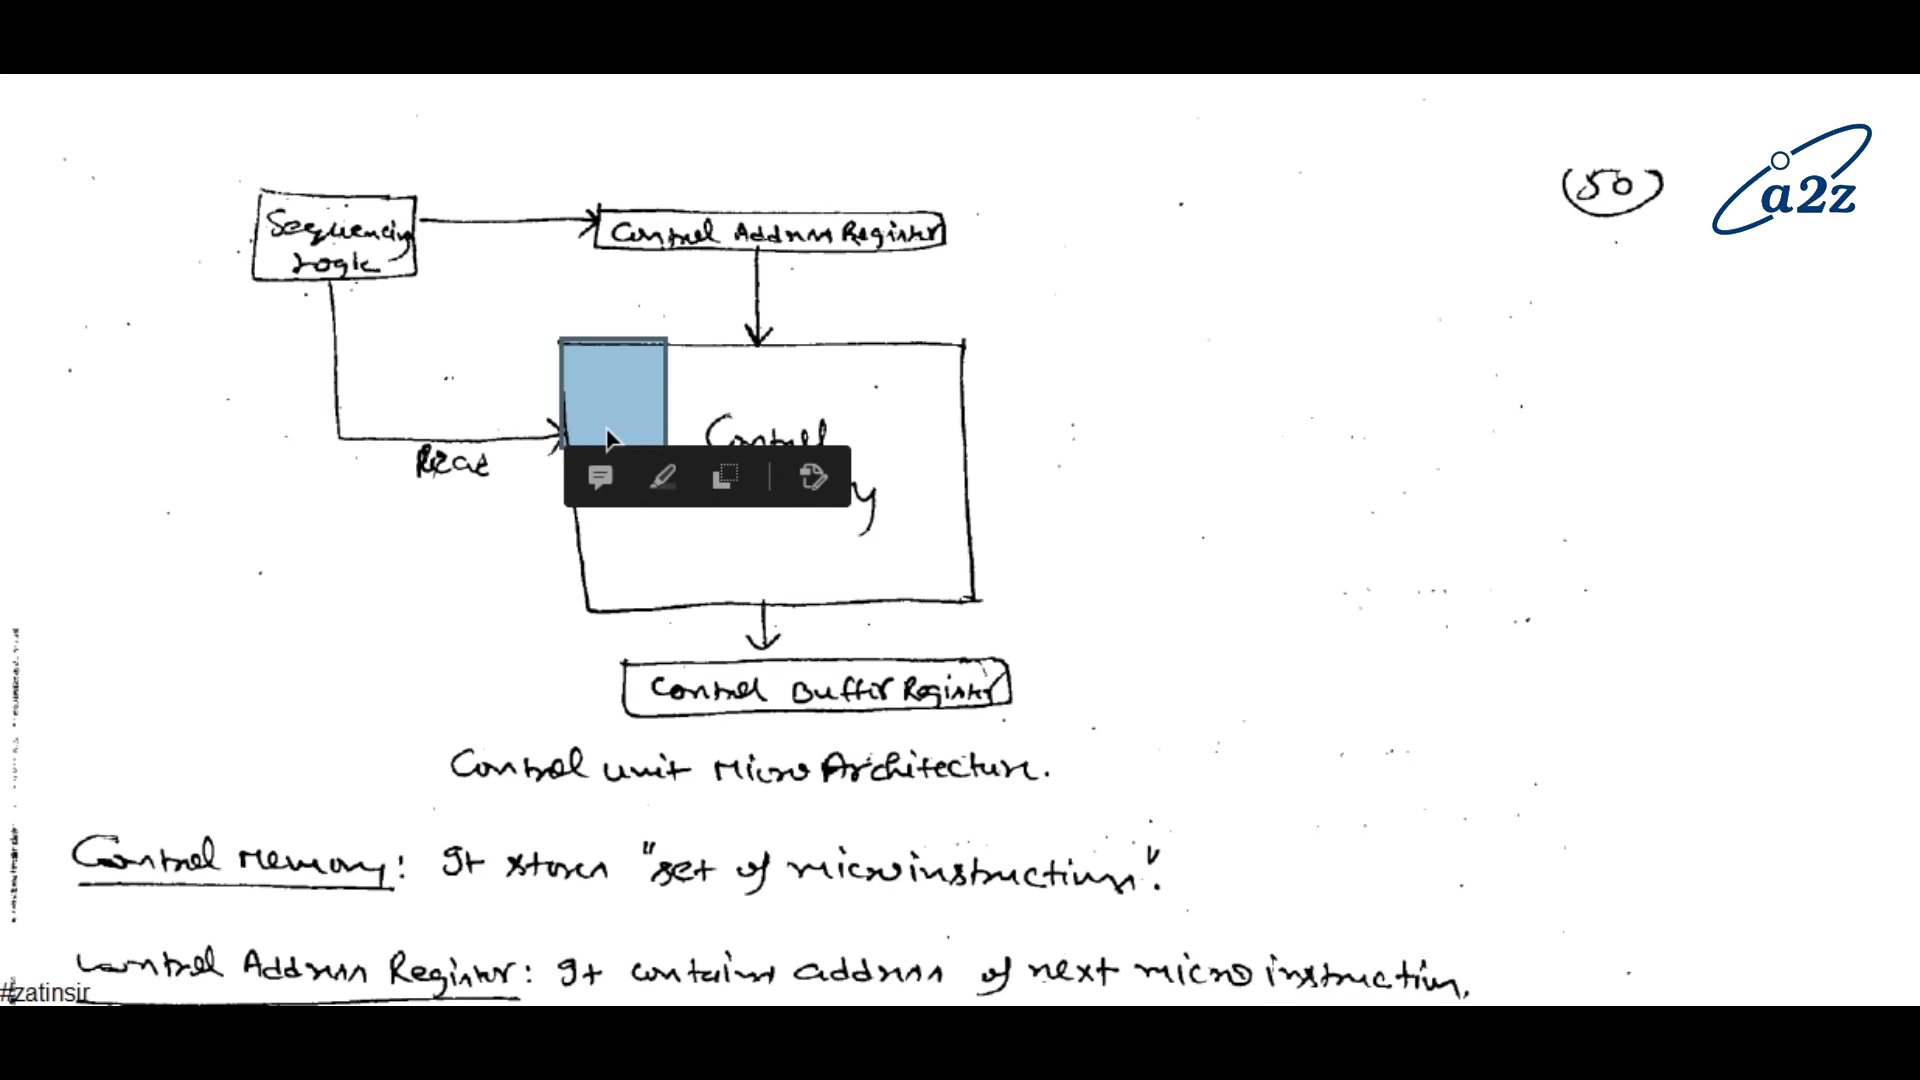 (50)
a2z
Sequencing
Logic
Control Address Register
Read
Control
y
Control Buffer Register
Control unit Micro Architecture.
Control Memory: It stores "set of microinstructions".
Control Address Register: It contains address of next micro instruction.
#zatinsir